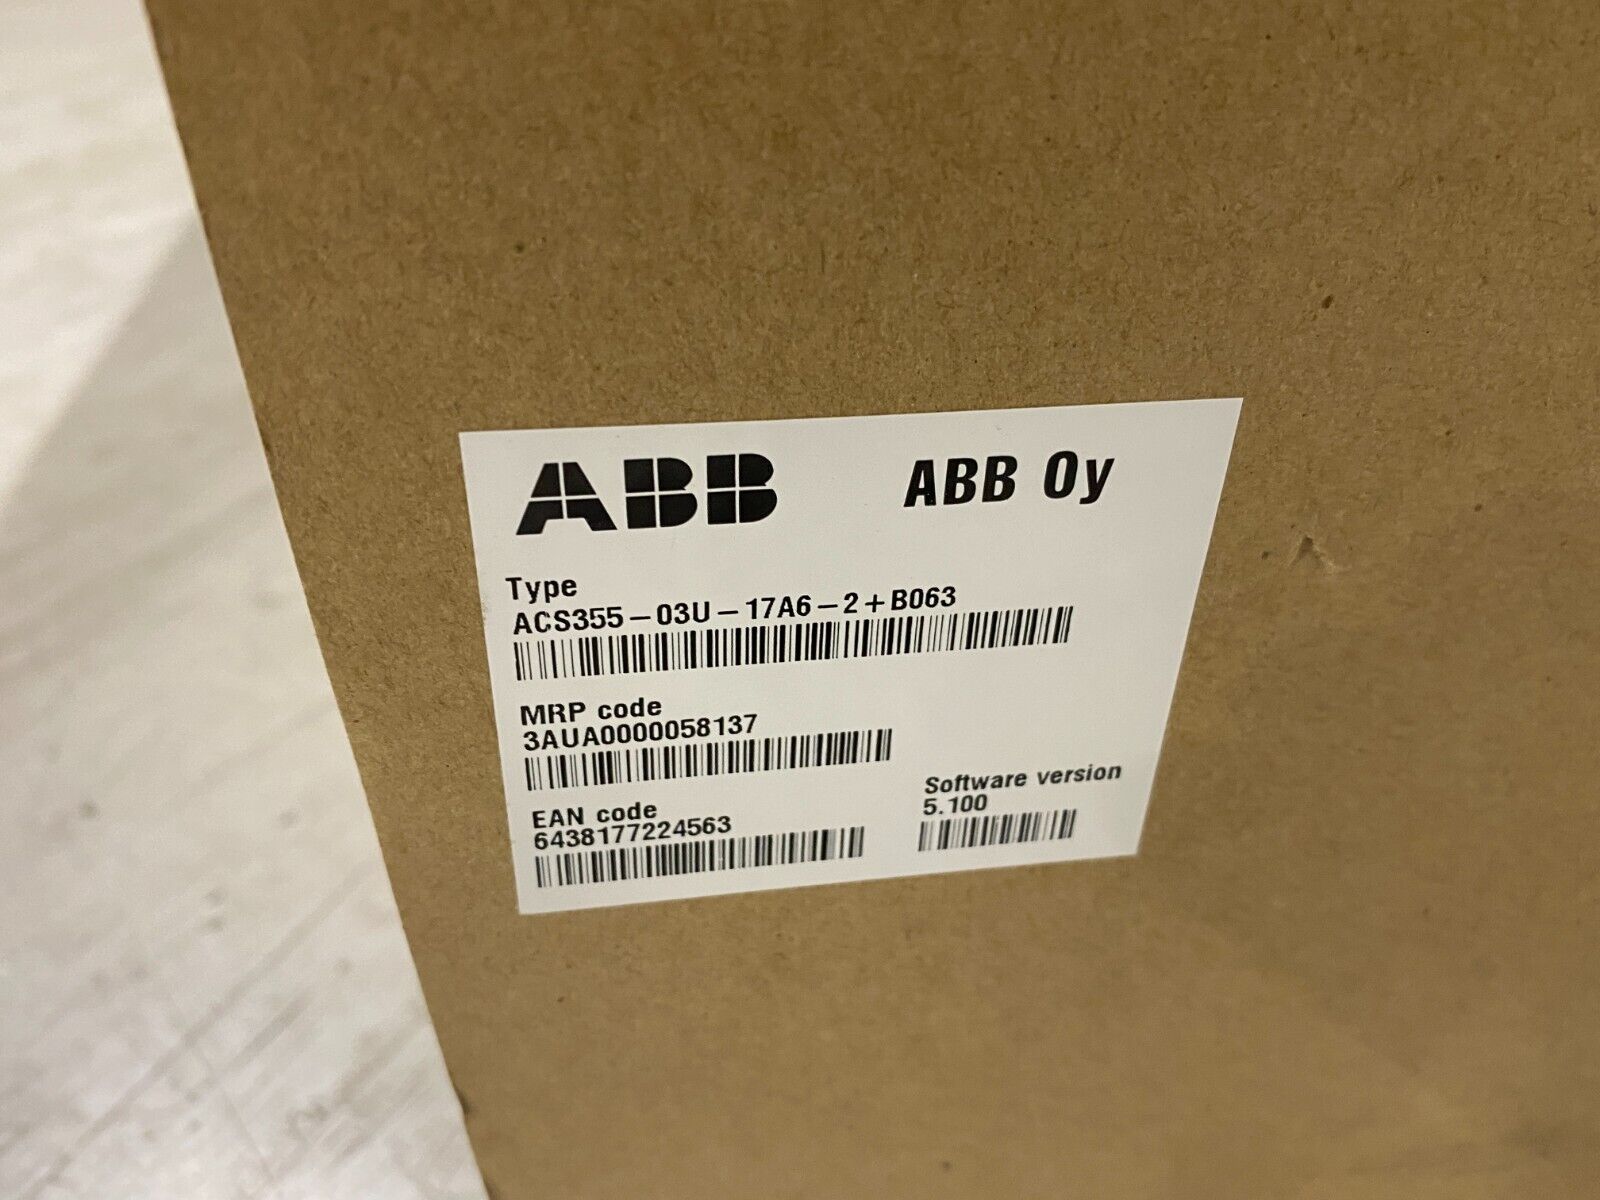 ABB ABB Oy
Type
ACS355-03U-17A6-2+B063
MRP code
3AUA0000058137
EAN code
6438177224563
Software version
5.100